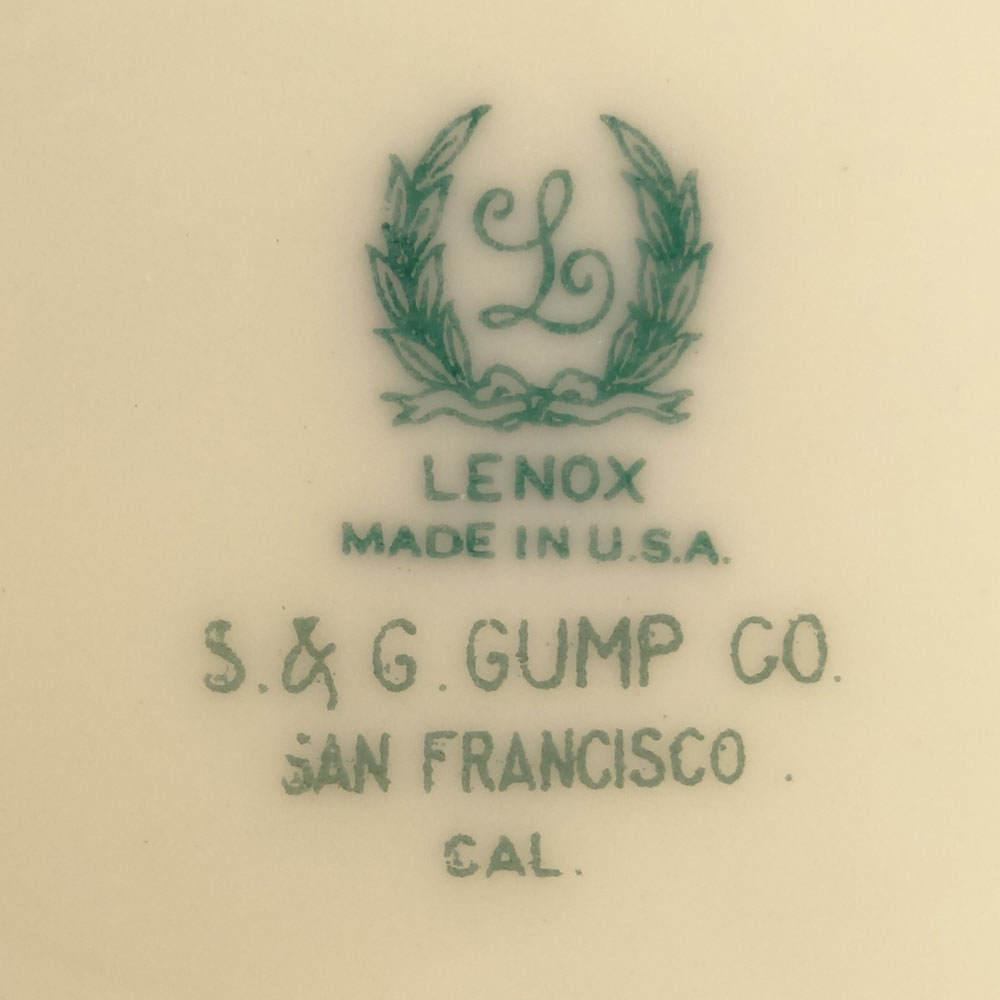 L
LENOX
MADE IN U.S.A.
S. & G. GUMP CO.
SAN FRANCISCO
CAL.